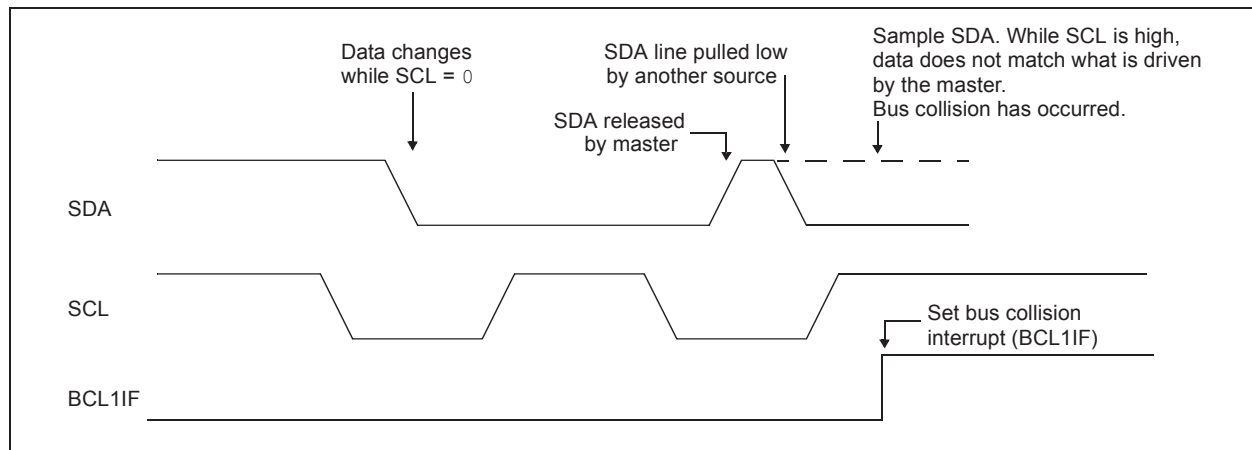 Data changes
while SCL = 0
SDA line pulled low
by another source
Sample SDA. While SCL is high,
data does not match what is driven
by the master.
Bus collision has occurred.
SDA released
by master
SDA
SCL
Set bus collision
interrupt (BCL1IF)
BCL1IF